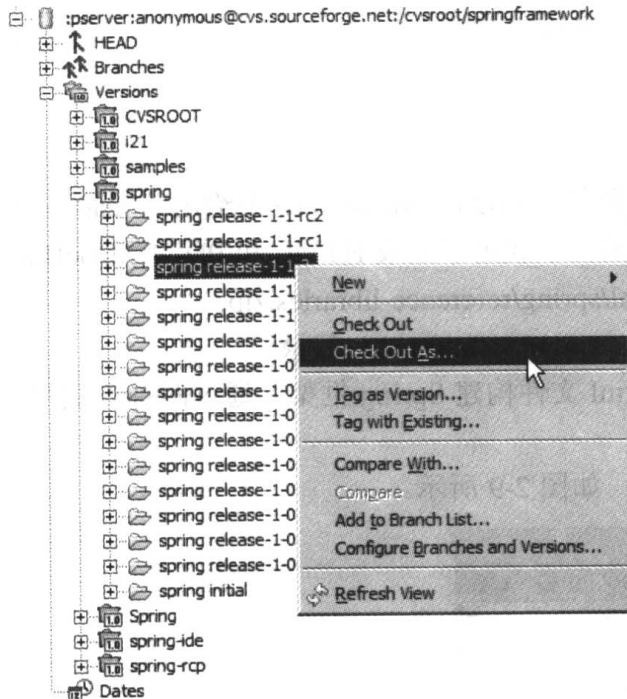 :pserver:anonymous@cvs.sourceforge.net:/cvsroot/springframework
HEAD
Branches
Versions
CVSROOT
i21
samples
spring
spring release-1-1-rc2
spring release-1-1-rc1
spring release-1-1-
spring release-1-1
spring release-1-1
spring release-1-1
spring release-1-0
spring release-1-0
spring release-1-0
spring release-1-0
spring release-1-0
spring release-1-0
spring release-1-0
spring release-1-0
spring release-1-0
spring initial
Spring
spring-ide
spring-rcp
Dates
New
Check Out
Check Out As...
Tag as Version...
Tag with Existing...
Compare With...
Compare
Add to Branch List...
Configure Branches and Versions...
Refresh View